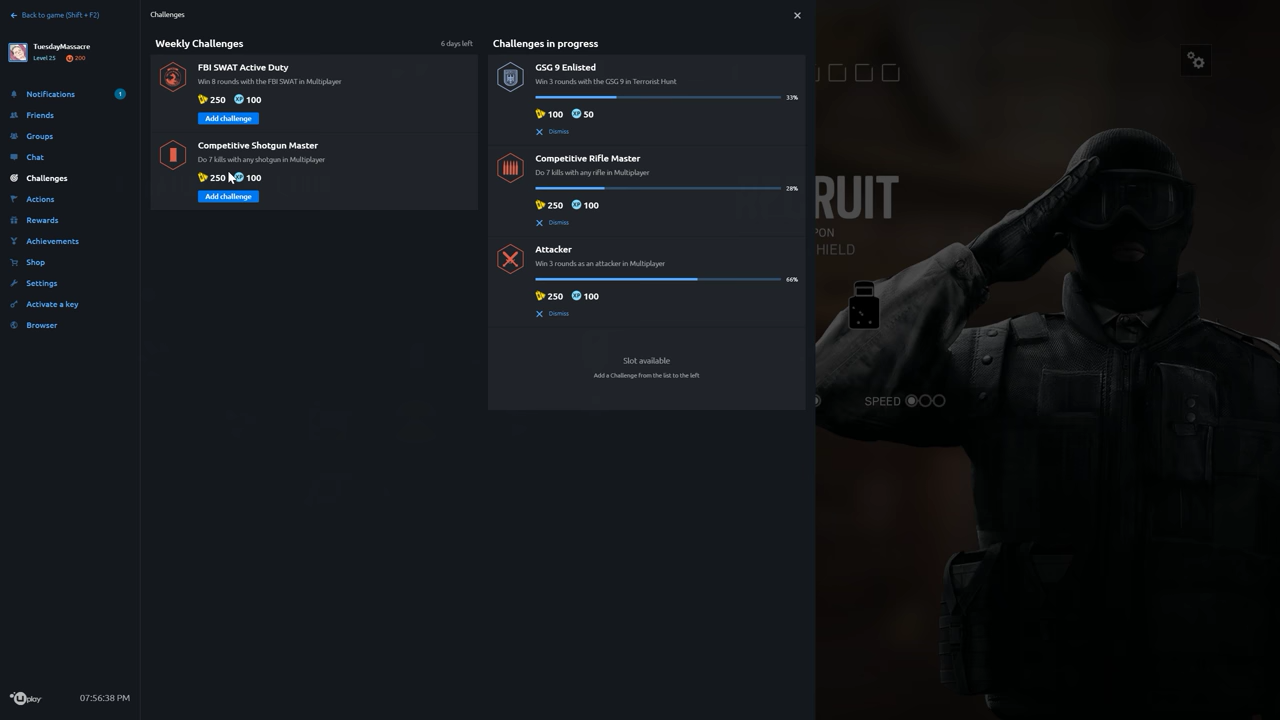 Back to game (Shift + F2)
TuesdayMassacre
Level 25 200
Notifications 1
Friends
Groups
Chat
Challenges
Actions
Rewards
Achievements
Shop
Settings
Activate a key
Browser
uplay 07:56:38 PM
Challenges
Weekly Challenges 6 days left
FBI SWAT Active Duty
Win 8 rounds with the FBI SWAT in Multiplayer
250 XP 100
Add challenge
Competitive Shotgun Master
Do 7 kills with any shotgun in Multiplayer
250 XP 100
Add challenge
Challenges in progress
GSG 9 Enlisted
Win 3 rounds with the GSG 9 in Terrorist Hunt
33%
100 XP 50
Dismiss
Competitive Rifle Master
Do 7 kills with any rifle in Multiplayer
28%
250 XP 100
Dismiss
Attacker
Win 3 rounds as an attacker in Multiplayer
66%
250 XP 100
Dismiss
Slot available
Add a Challenge from the list to the left
RUIT
PON
HIELD
SPEED